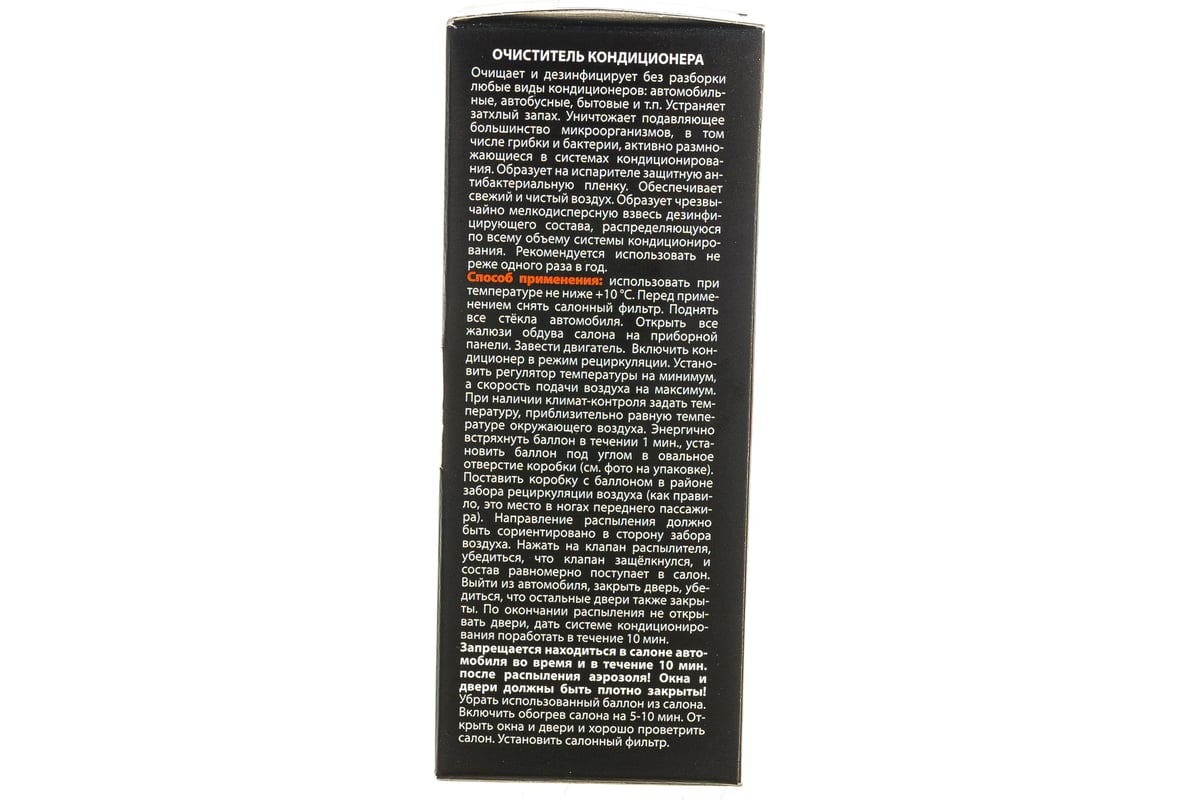 ОЧИСТИТЕЛЬ КОНДИЦИОНЕРА
Очищает и дезинфицирует без разборки
любые виды кондиционеров: автомобиль-
ные, автобусные, бытовые и т.п. Устраняет
затхлый запах. Уничтожает подавляющее
большинство микроорганизмов, в том
числе грибки и бактерии, активно размно-
жающиеся в системах кондиционирова-
ния. Образует на испарителе защитную ан-
тибактериальную пленку. Обеспечивает
свежий и чистый воздух. Образует чрезвы-
чайно мелкодисперсную взвесь дезинфи-
цирующего состава, распределяющуюся
по всему объему системы кондициониро-
вания. Рекомендуется использовать не
реже одного раза в год.
Способ применения: использовать при
температуре не ниже +10 °С. Перед приме-
нением снять салонный фильтр. Поднять
все стёкла автомобиля. Открыть все
жалюзи обдува салона на приборной
панели. Завести двигатель. Включить кон-
диционер в режим рециркуляции. Устано-
вить регулятор температуры на минимум,
а скорость подачи воздуха на максимум.
При наличии климат-контроля задать тем-
пературу, приблизительно равную темпе-
ратуре окружающего воздуха. Энергично
встряхнуть баллон в течении 1 мин., уста-
новить баллон под углом в овальное
отверстие коробки (см. фото на упаковке).
Поставить коробку с баллоном в районе
забора рециркуляции воздуха (как прави-
ло, это место в ногах переднего пассажи-
ра). Направление распыления должно
быть сориентировано в сторону забора
воздуха. Нажать на клапан распылителя,
убедиться, что клапан защёлкнулся, и
состав равномерно поступает в салон.
Выйти из автомобиля, закрыть дверь, убе-
диться, что остальные двери также закры-
ты. По окончании распыления не откры-
вать двери, дать системе кондициониро-
вания поработать в течение 10 мин.
Запрещается находиться в салоне авто-
мобиля во время и в течение 10 мин.
после распыления аэрозоля! Окна и
двери должны быть плотно закрыты!
Убрать использованный баллон из салона.
Включить обогрев салона на 5-10 мин. От-
крыть окна и двери и хорошо проветрить
салон. Установить салонный фильтр.